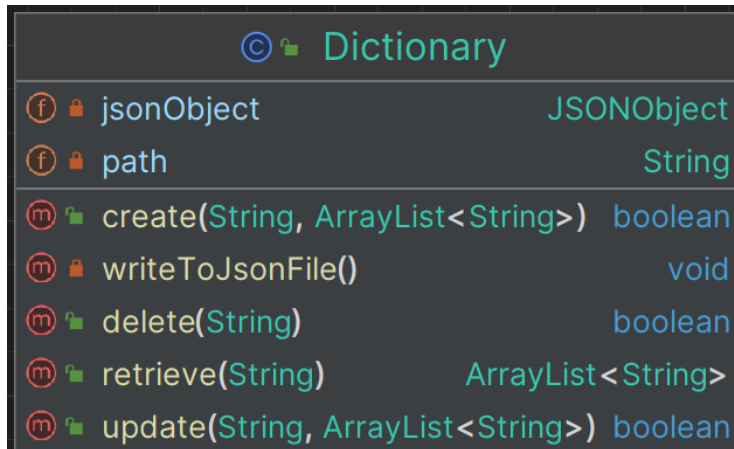 © Dictionary
f jsonObject JSONObject
f path String
m create(String, ArrayList<String>) boolean
m writeToJsonFile() void
m delete(String) boolean
m retrieve(String) ArrayList<String>
m update(String, ArrayList<String>) boolean